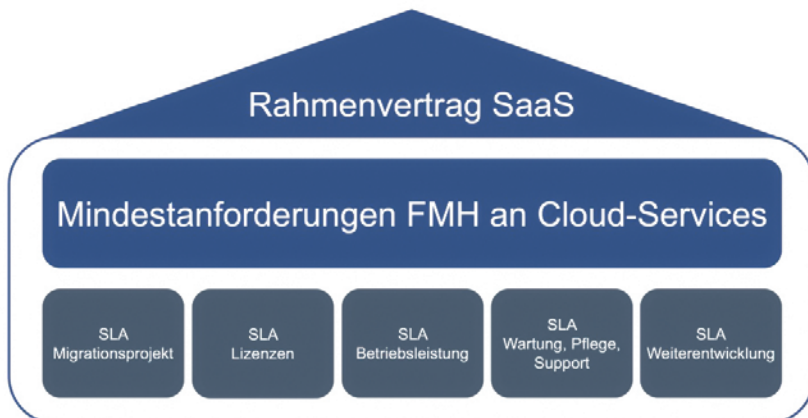 Rahmenvertrag SaaS
Mindestanforderungen FMH an Cloud-Services
SLA
Migrationsprojekt
SLA
Lizenzen
SLA
Betriebsleistung
SLA
Wartung, Pflege,
Support
SLA
Weiterentwicklung